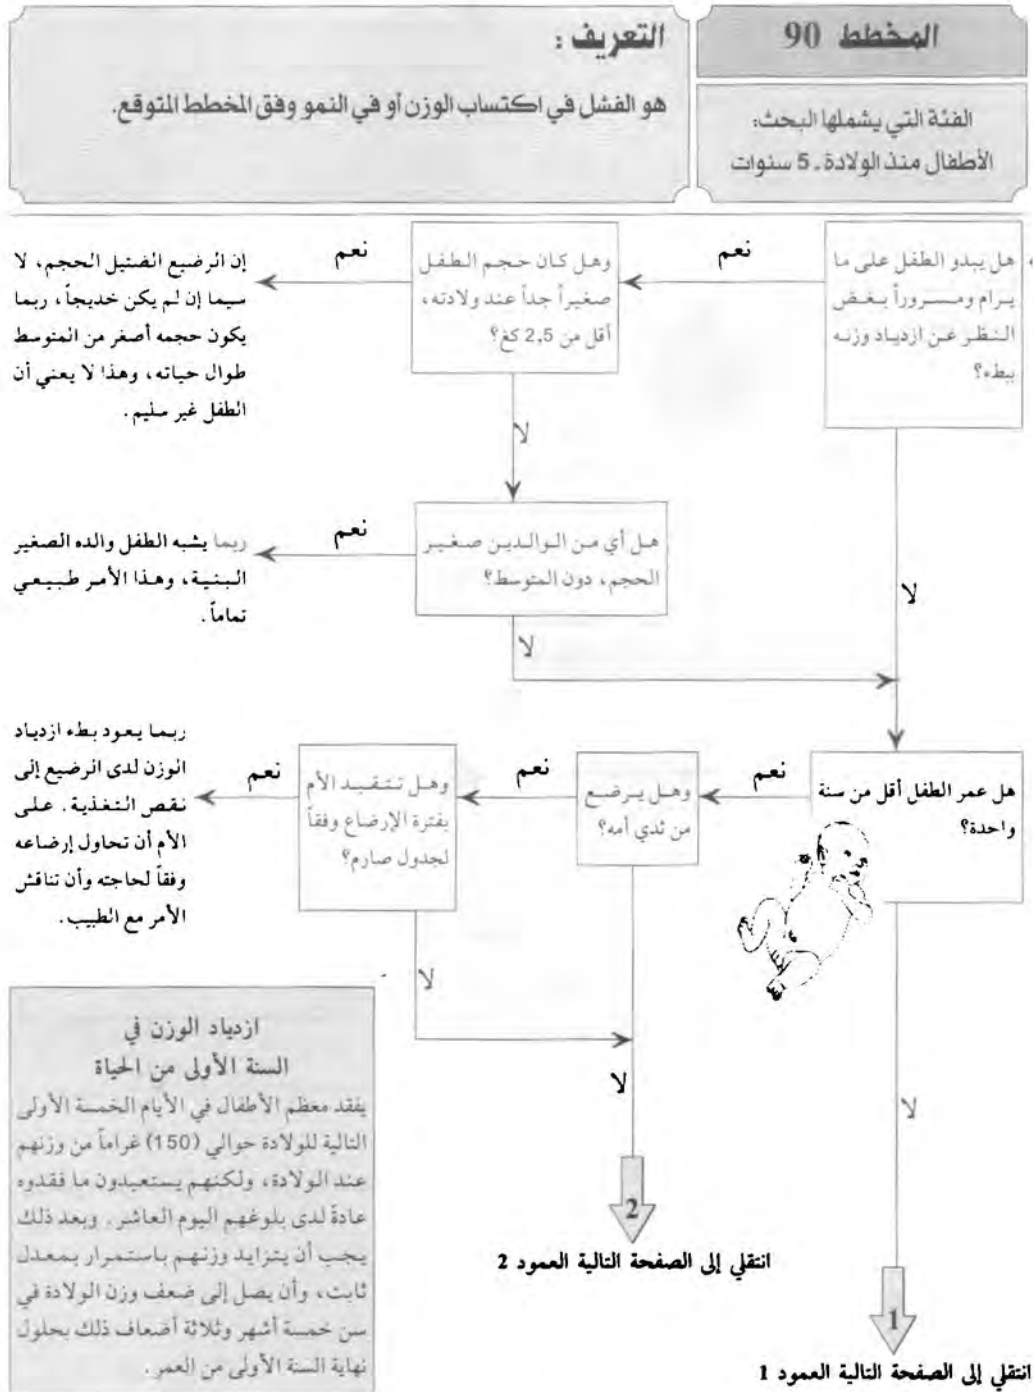 المخطط 90
الفئة التي يشملها البحث:
الأطفال منذ الولادة ـ 5 سنوات
التعريف :
هو الفشل في اكتساب الوزن أو في النمو وفق المخطط المتوقع.
هل يبدو الطفل على ما
يرام ومسروراً بغض
النظر عن ازدياد وزنه
ببطء؟
نعم
وهل كان حجم الطفل
صغيراً جداً عند ولادته،
أقل من 2,5 كغ؟
نعم
إن الرضيع الضئيل الحجم، لا
سيما إن لم يكن خديجاً، ربما
يكون حجمه أصغر من المتوسط
طوال حياته، وهذا لا يعني أن
الطفل غير سليم.
لا
هل أي من الوالدين صغير
الحجم، دون المتوسط؟
نعم
ربما يشبه الطفل والده الصغير
البنية، وهذا الأمر طبيعي
تماماً.
لا
لا
هل عمر الطفل أقل من سنة
واحدة؟
نعم
وهل يرضع
من ثدي أمه؟
نعم
وهل تتقيد الأم
بفترة الإرضاع وفقاً
لجدول صارم؟
نعم
ربما يعود بطء ازدياد
الوزن لدى الرضيع إلى
نقص التغذية. على
الأم أن تحاول إرضاعه
وفقاً لحاجته وأن تناقش
الأمر مع الطبيب.
لا
لا
لا
2
انتقلي إلى الصفحة التالية العمود 2
1
انتقلي إلى الصفحة التالية العمود 1
ازدياد الوزن في
السنة الأولى من الحياة
يفقد معظم الأطفال في الأيام الخمسة الأولى
التالية للولادة حوالي (150) غراماً من وزنهم
عند الولادة، ولكنهم يستعيدون ما فقدوه
عادةً لدى بلوغهم اليوم العاشر. وبعد ذلك
يجب أن يتزايد وزنهم باستمرار بمعدل
ثابت، وأن يصل إلى ضعف وزن الولادة في
سن خمسة أشهر وثلاثة أضعاف ذلك بحلول
نهاية السنة الأولى من العمر.